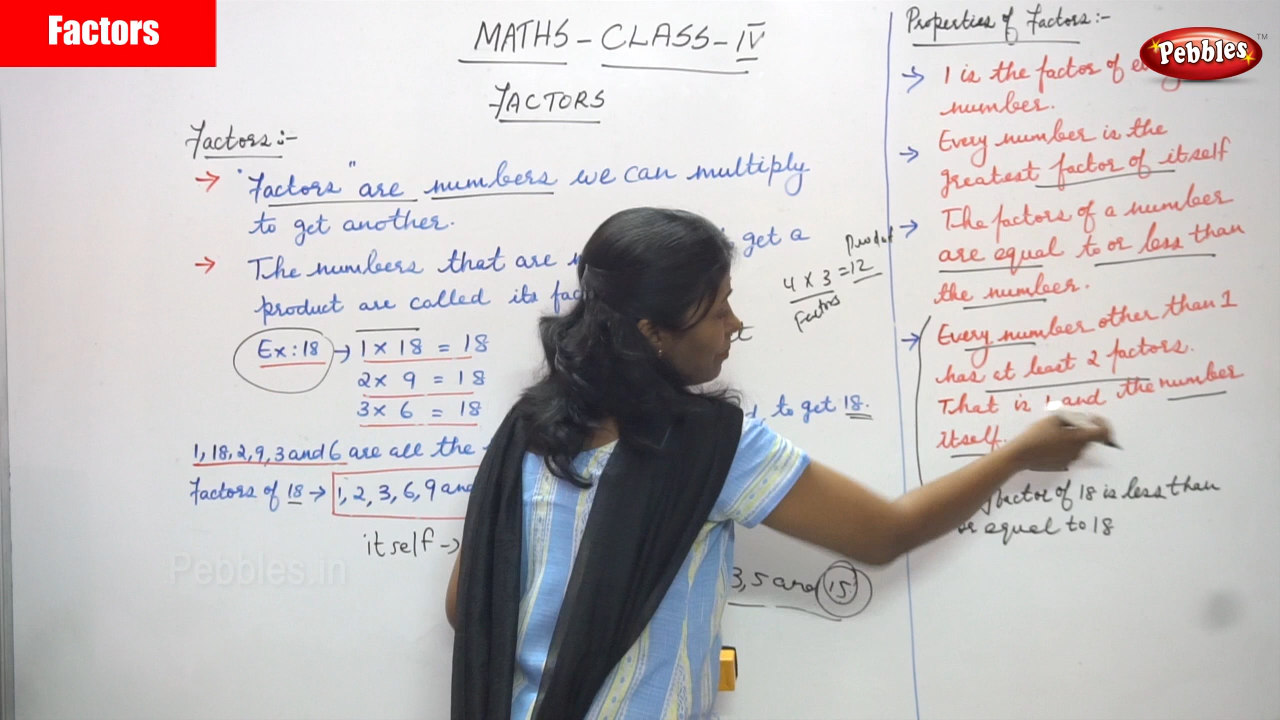 Factors
MATHS - CLASS - IV
FACTORS
Factors :-
→ "Factors are" numbers we can multiply
to get another.
→ The numbers that are get a
product are called its
Ex: 18 → 1 × 18 = 18
2 × 9 = 18
3 × 6 = 18
to get 18.
1, 18, 2, 9, 3 and 6 are all the
Factors of 18 → 1, 2, 3, 6, 9 and
itself →
3, 5 and 15
4 × 3 = 12
Product
Factors
Properties of Factors :-
→ 1 is the factor of
number.
→ Every number is the
greatest factor of itself
→ The factors of a number
are equal to or less than
the number.
→ Every number other than 1
has at least 2 factors.
That is 1 and the number
itself.
factor of 18 is less than
or equal to 18
Pebbles TM
Pebbles.in